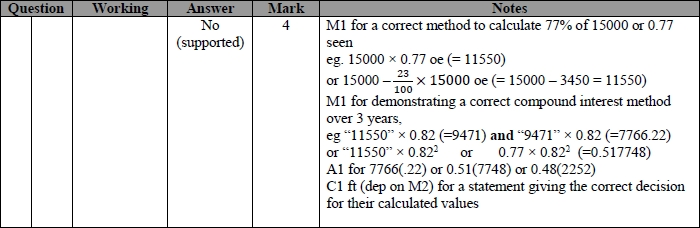 Question Working Answer Mark Notes
No (supported) 4 M1 for a correct method to calculate 77% of 15000 or 0.77
seen
eg. 15000 × 0.77 oe (= 11550)
or 15000 – 23/100 × 15000 oe (= 15000 – 3450 = 11550)
M1 for demonstrating a correct compound interest method
over 3 years,
eg “11550” × 0.82 (=9471) and “9471” × 0.82 (=7766.22)
or “11550” × 0.82² or 0.77 × 0.82² (=0.517748)
A1 for 7766(.22) or 0.51(7748) or 0.48(2252)
C1 ft (dep on M2) for a statement giving the correct decision
for their calculated values